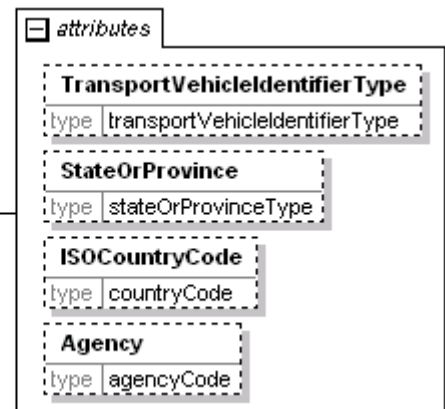 attributes
TransportVehicleIdentifierType
type transportVehicleIdentifierType
StateOrProvince
type stateOrProvinceType
ISOCountryCode
type countryCode
Agency
type agencyCode